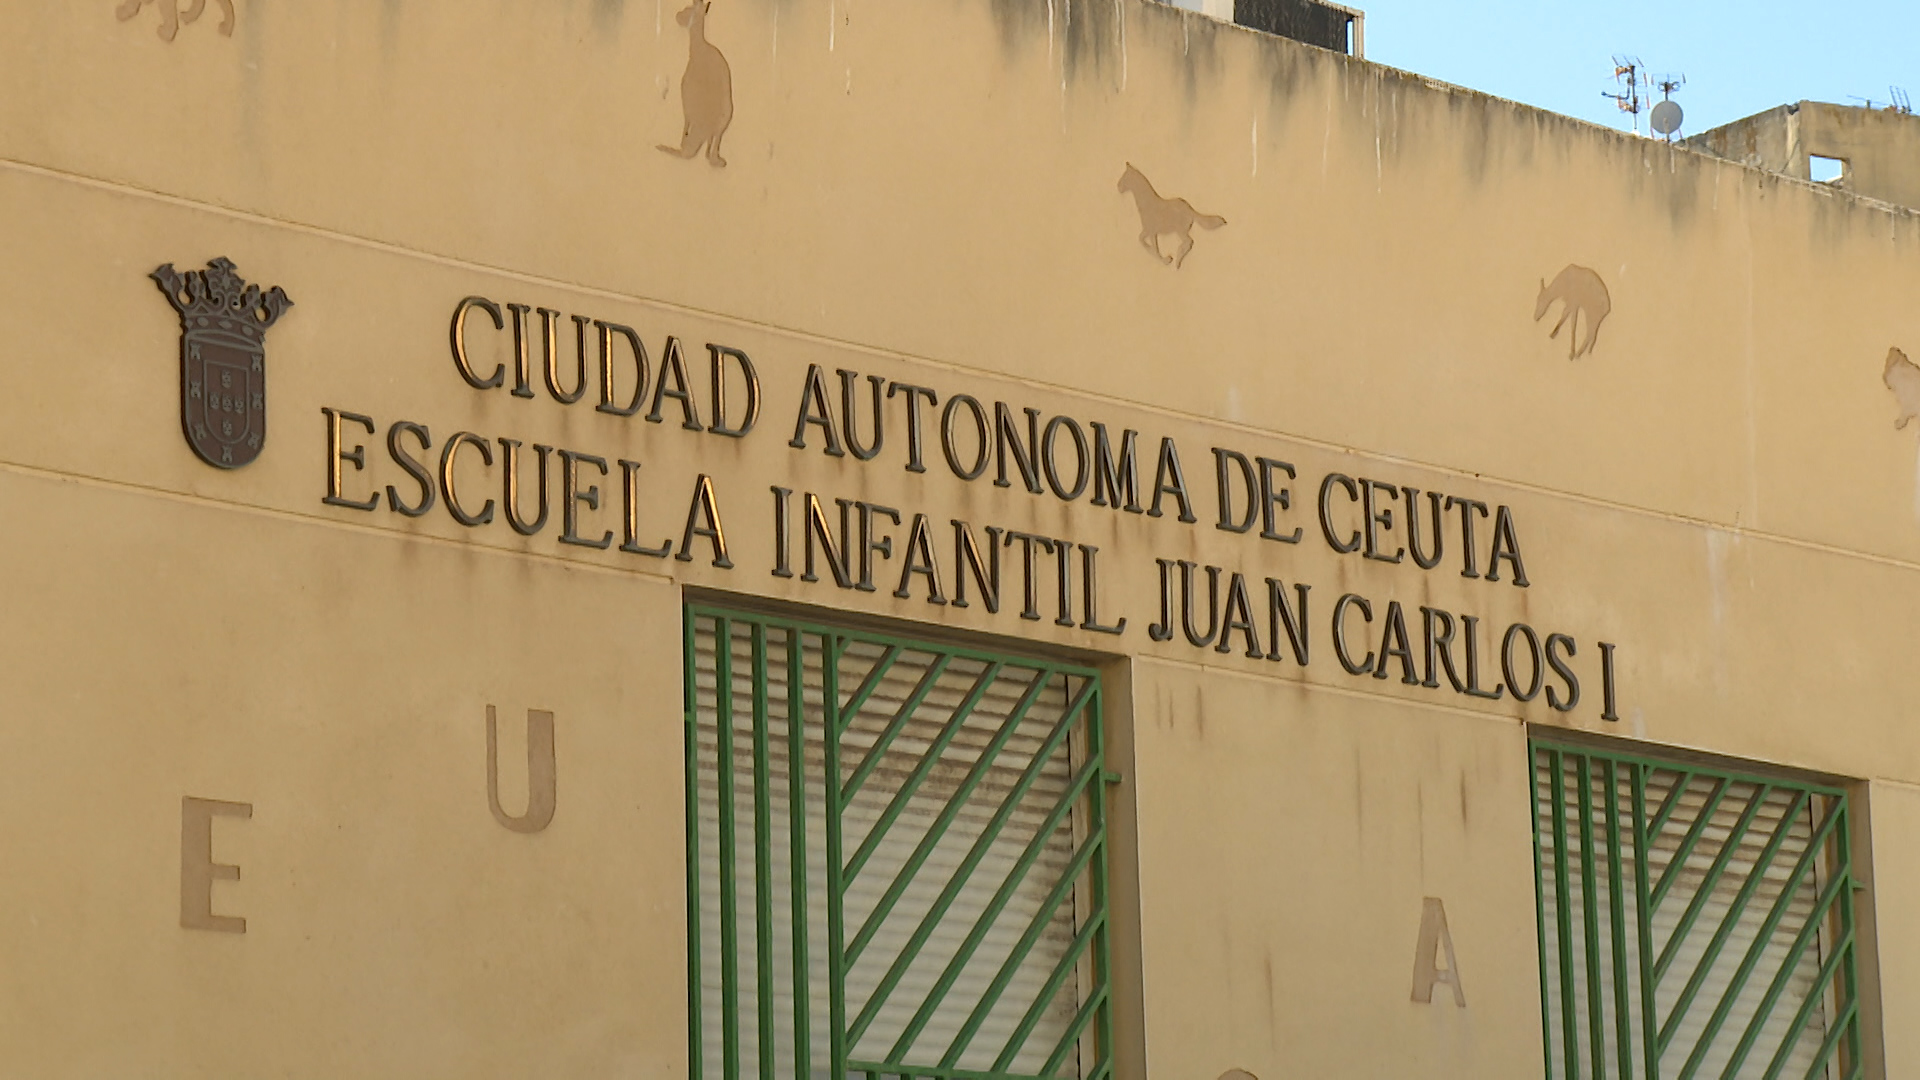 CIUDAD AUTONOMA DE CEUTA
ESCUELA INFANTIL JUAN CARLOS I
U
E
A